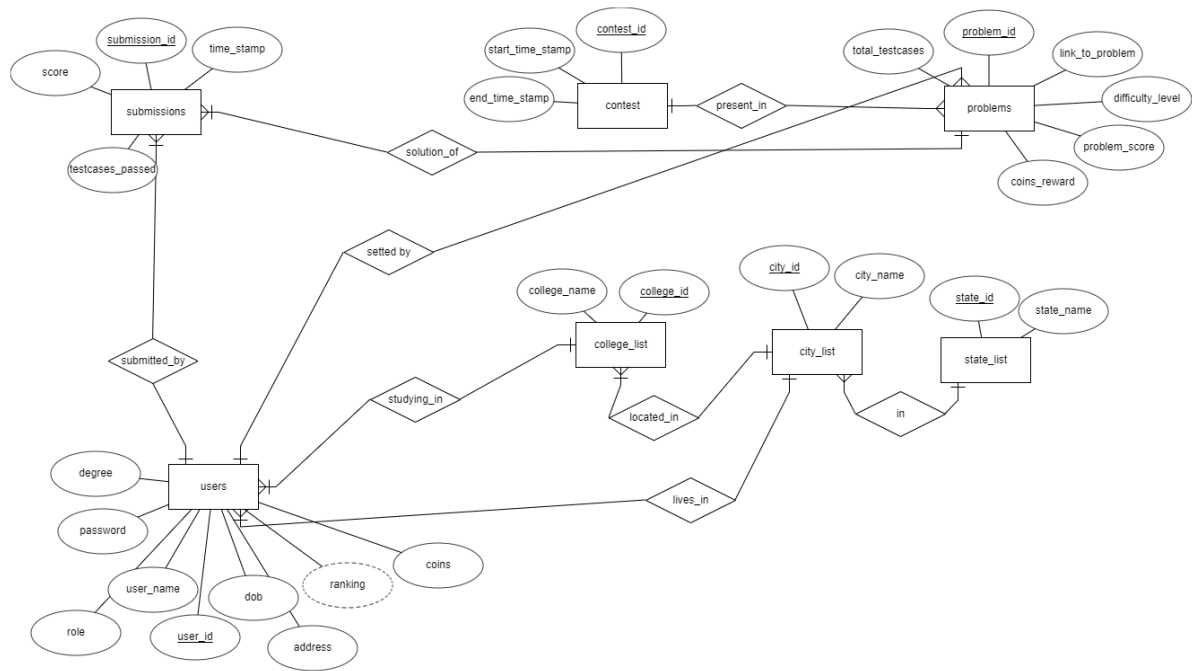 submission_id
time_stamp
score
submissions
testcases_passed
contest_id
start_time_stamp
end_time_stamp
contest
present_in
total_testcases
problem_id
link_to_problem
difficulty_level
problems
problem_score
coins_reward
solution_of
setted by
submitted_by
college_name
college_id
college_list
city_id
city_name
city_list
state_id
state_name
state_list
studying_in
located_in
in
lives_in
degree
users
password
user_name
role
user_id
dob
address
ranking
coins